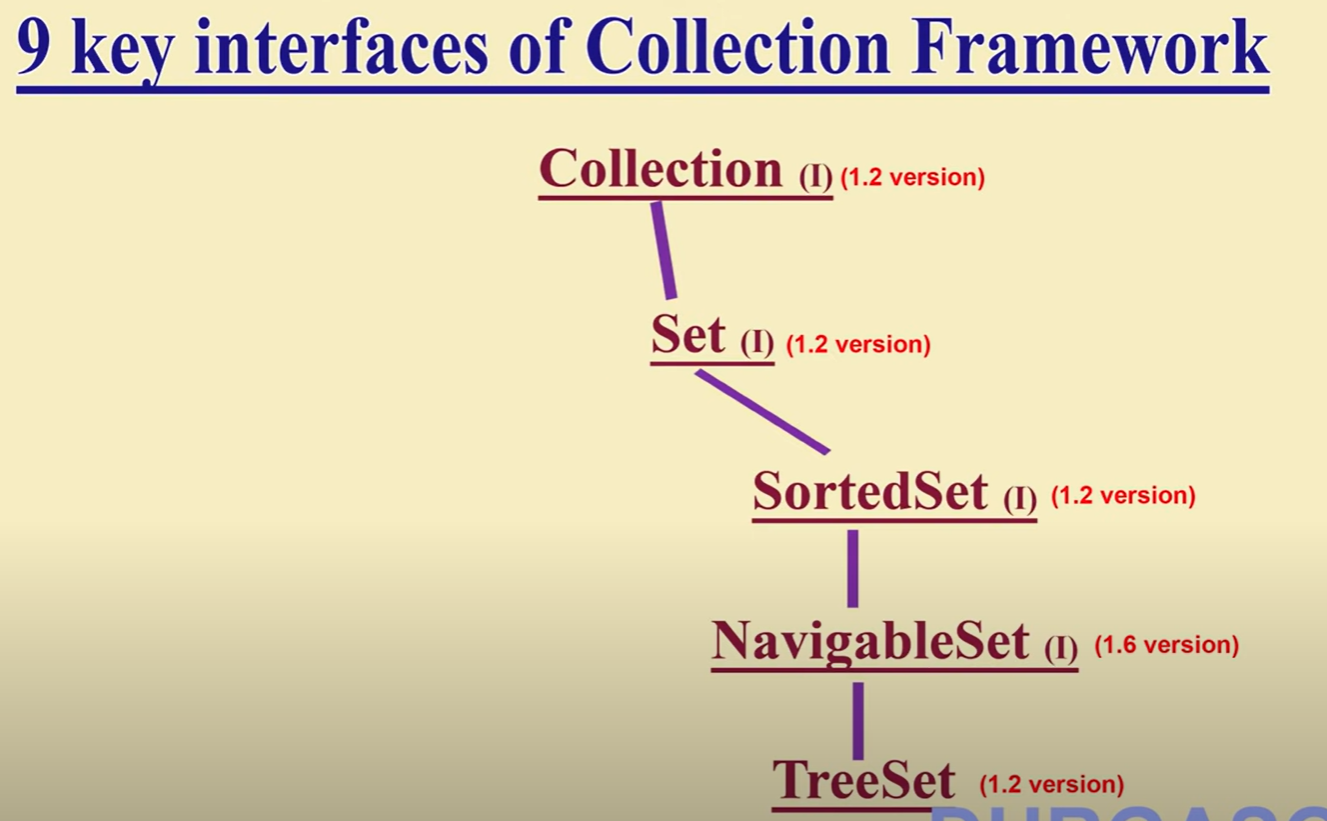 9 key interfaces of Collection Framework
Collection (I) (1.2 version)
Set (I) (1.2 version)
SortedSet (I) (1.2 version)
NavigableSet (I) (1.6 version)
TreeSet (1.2 version)